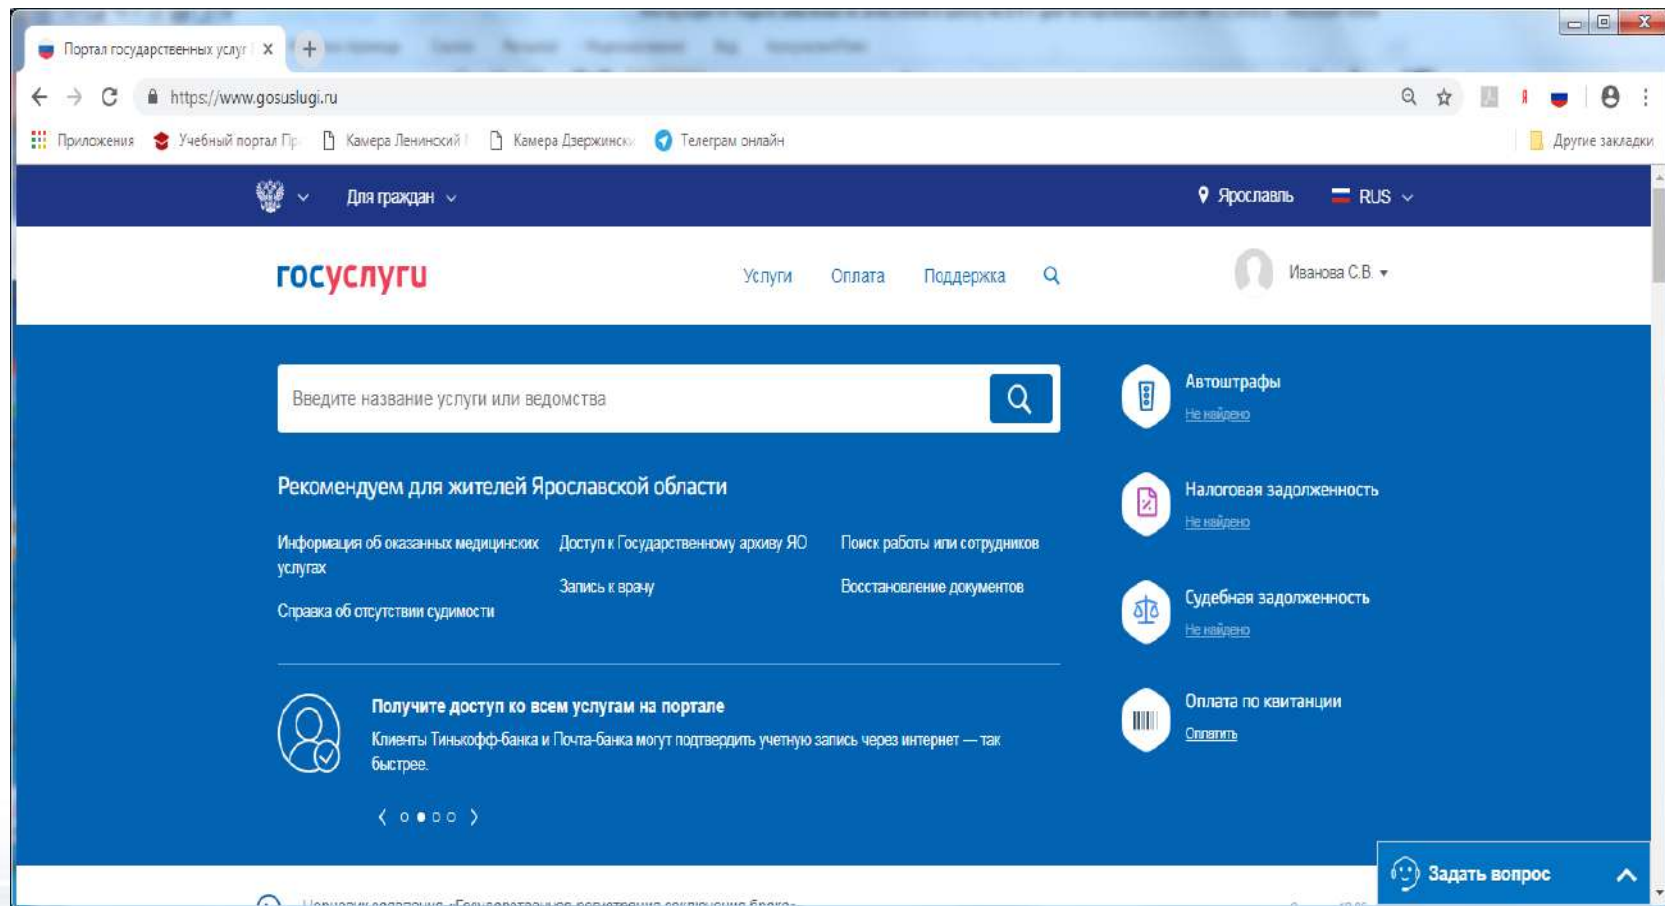 Портал государственных услуг
https://www.gosuslugi.ru
Приложения
Учебный портал Пр
Камера Ленинский
Камера Дзержински
Телеграм онлайн
Другие закладки
Для граждан
Ярославль
RUS
госуслуги
Услуги
Оплата
Поддержка
Иванова С.В.
Введите название услуги или ведомства
Рекомендуем для жителей Ярославской области
Информация об оказанных медицинских
услугах
Справка об отсутствии судимости
Доступ к Государственному архиву ЯО
Запись к врачу
Поиск работы или сотрудников
Восстановление документов
Получите доступ ко всем услугам на портале
Клиенты Тинькофф-банка и Почта-банка могут подтвердить учетную запись через интернет — так
быстрее.
Автоштрафы
Не найдено
Налоговая задолженность
Не найдено
Судебная задолженность
Не найдено
Оплата по квитанции
Оплатить
Задать вопрос